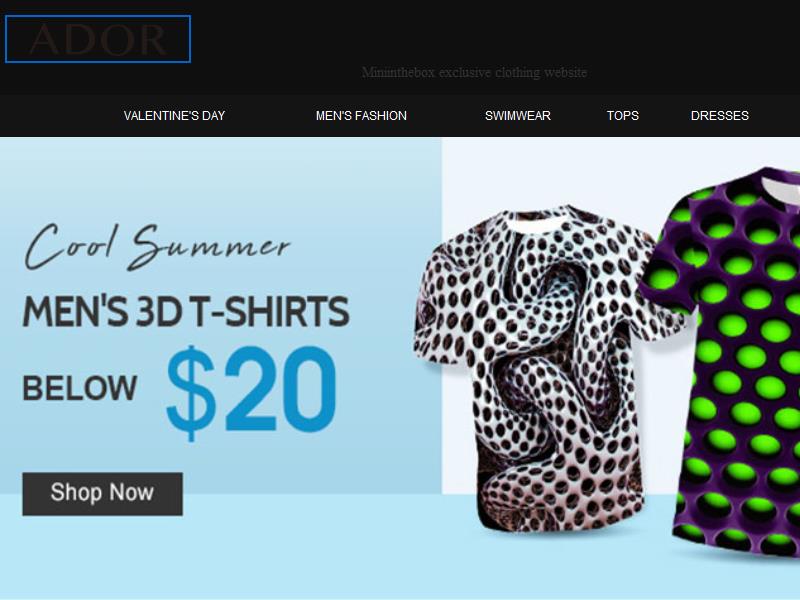 ADOR
Miniinthebox exclusive clothing website
VALENTINE'S DAY MEN'S FASHION SWIMWEAR TOPS DRESSES
Cool Summer
MEN'S 3D T-SHIRTS
BELOW $20
Shop Now